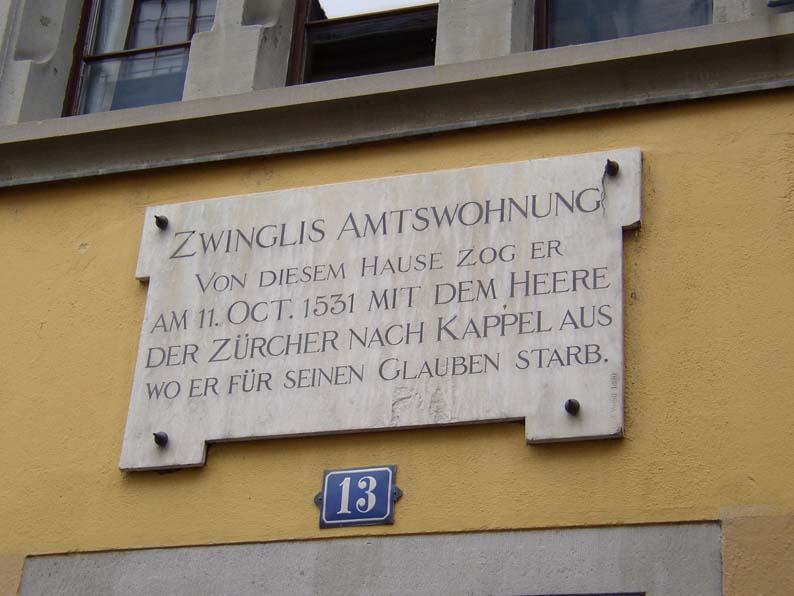 ZWINGLIS AMTSWOHNUNG
VON DIESEM HAUSE ZOG ER
AM 11. OCT. 1531 MIT DEM HEERE
DER ZÜRCHER NACH KAPPEL AUS
WO ER FÜR SEINEN GLAUBEN STARB.
13